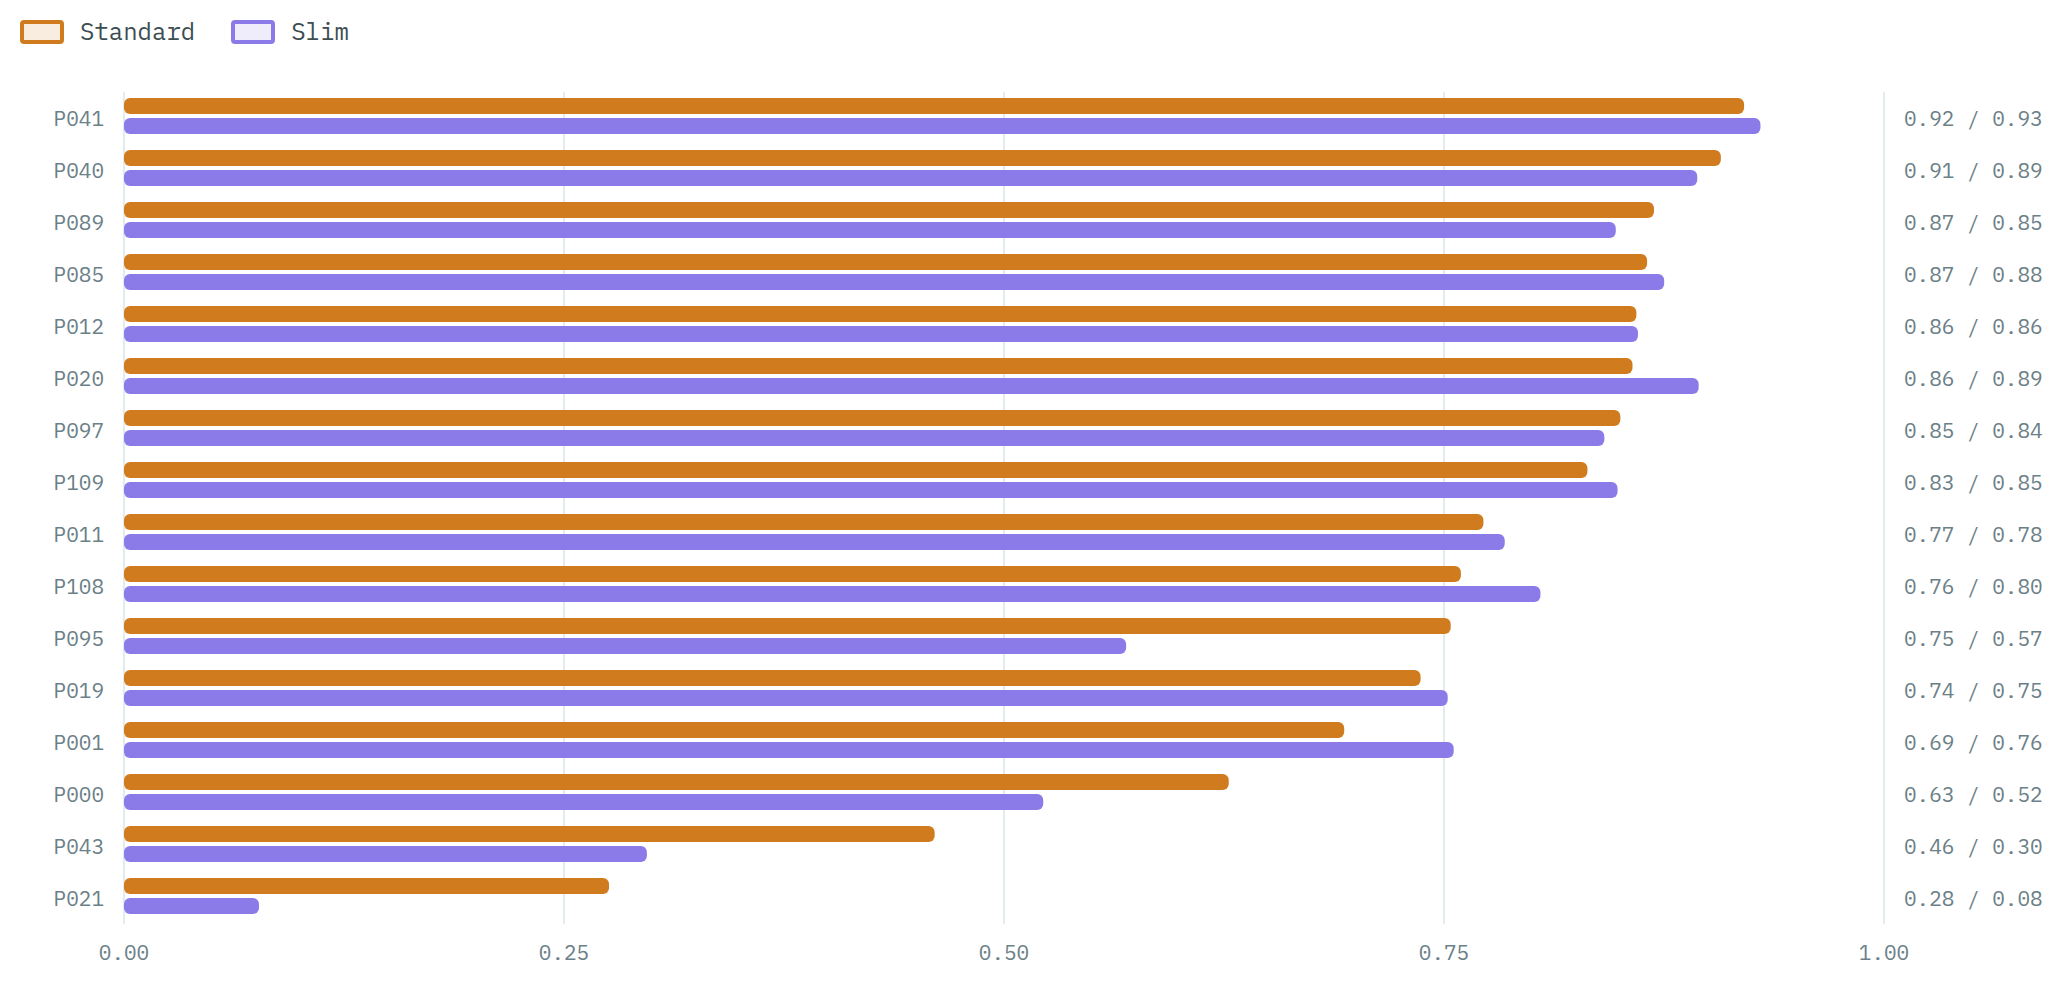 Standard Slim
P041 0.92 / 0.93
P040 0.91 / 0.89
P089 0.87 / 0.85
P085 0.87 / 0.88
P012 0.86 / 0.86
P020 0.86 / 0.89
P097 0.85 / 0.84
P109 0.83 / 0.85
P011 0.77 / 0.78
P108 0.76 / 0.80
P095 0.75 / 0.57
P019 0.74 / 0.75
P001 0.69 / 0.76
P000 0.63 / 0.52
P043 0.46 / 0.30
P021 0.28 / 0.08
0.00 0.25 0.50 0.75 1.00